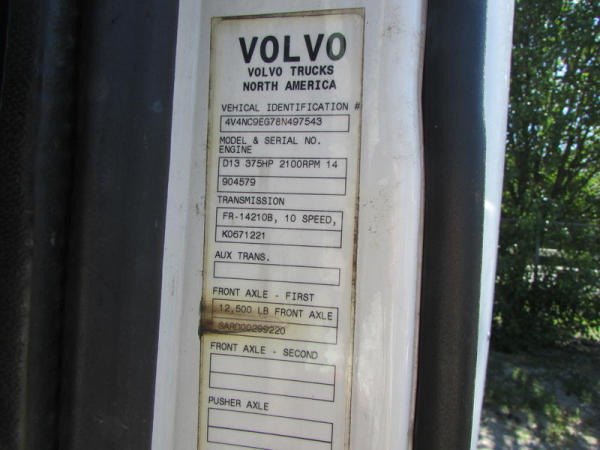 VOLVO
VOLVO TRUCKS
NORTH AMERICA
VEHICAL IDENTIFICATION #
4V4NC9EG78N497543
MODEL & SERIAL NO.
ENGINE
D13 375HP 2100RPM 14
904579
TRANSMISSION
FR-14210B, 10 SPEED,
K0671221
AUX TRANS.
FRONT AXLE - FIRST
12,500 LB FRONT AXLE
SARD00299220
FRONT AXLE - SECOND
PUSHER AXLE